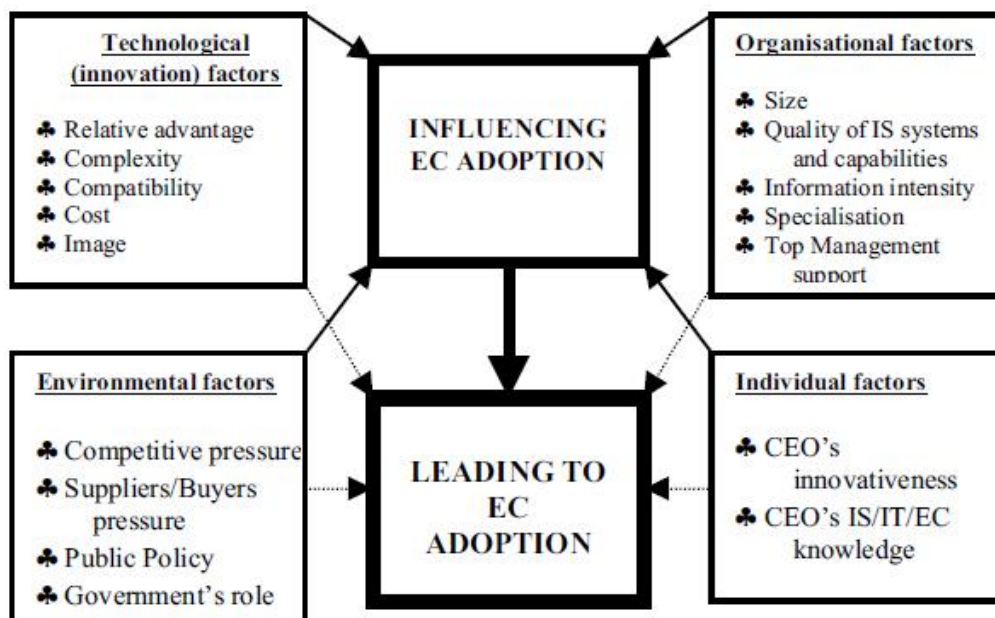 Technological
(innovation) factors
♣ Relative advantage
♣ Complexity
♣ Compatibility
♣ Cost
♣ Image
INFLUENCING
EC ADOPTION
Organisational factors
♣ Size
♣ Quality of IS systems
and capabilities
♣ Information intensity
♣ Specialisation
♣ Top Management
support
Environmental factors
♣ Competitive pressure
♣ Suppliers/Buyers
pressure
♣ Public Policy
♣ Government's role
LEADING TO
EC
ADOPTION
Individual factors
♣ CEO's
innovativeness
♣ CEO's IS/IT/EC
knowledge